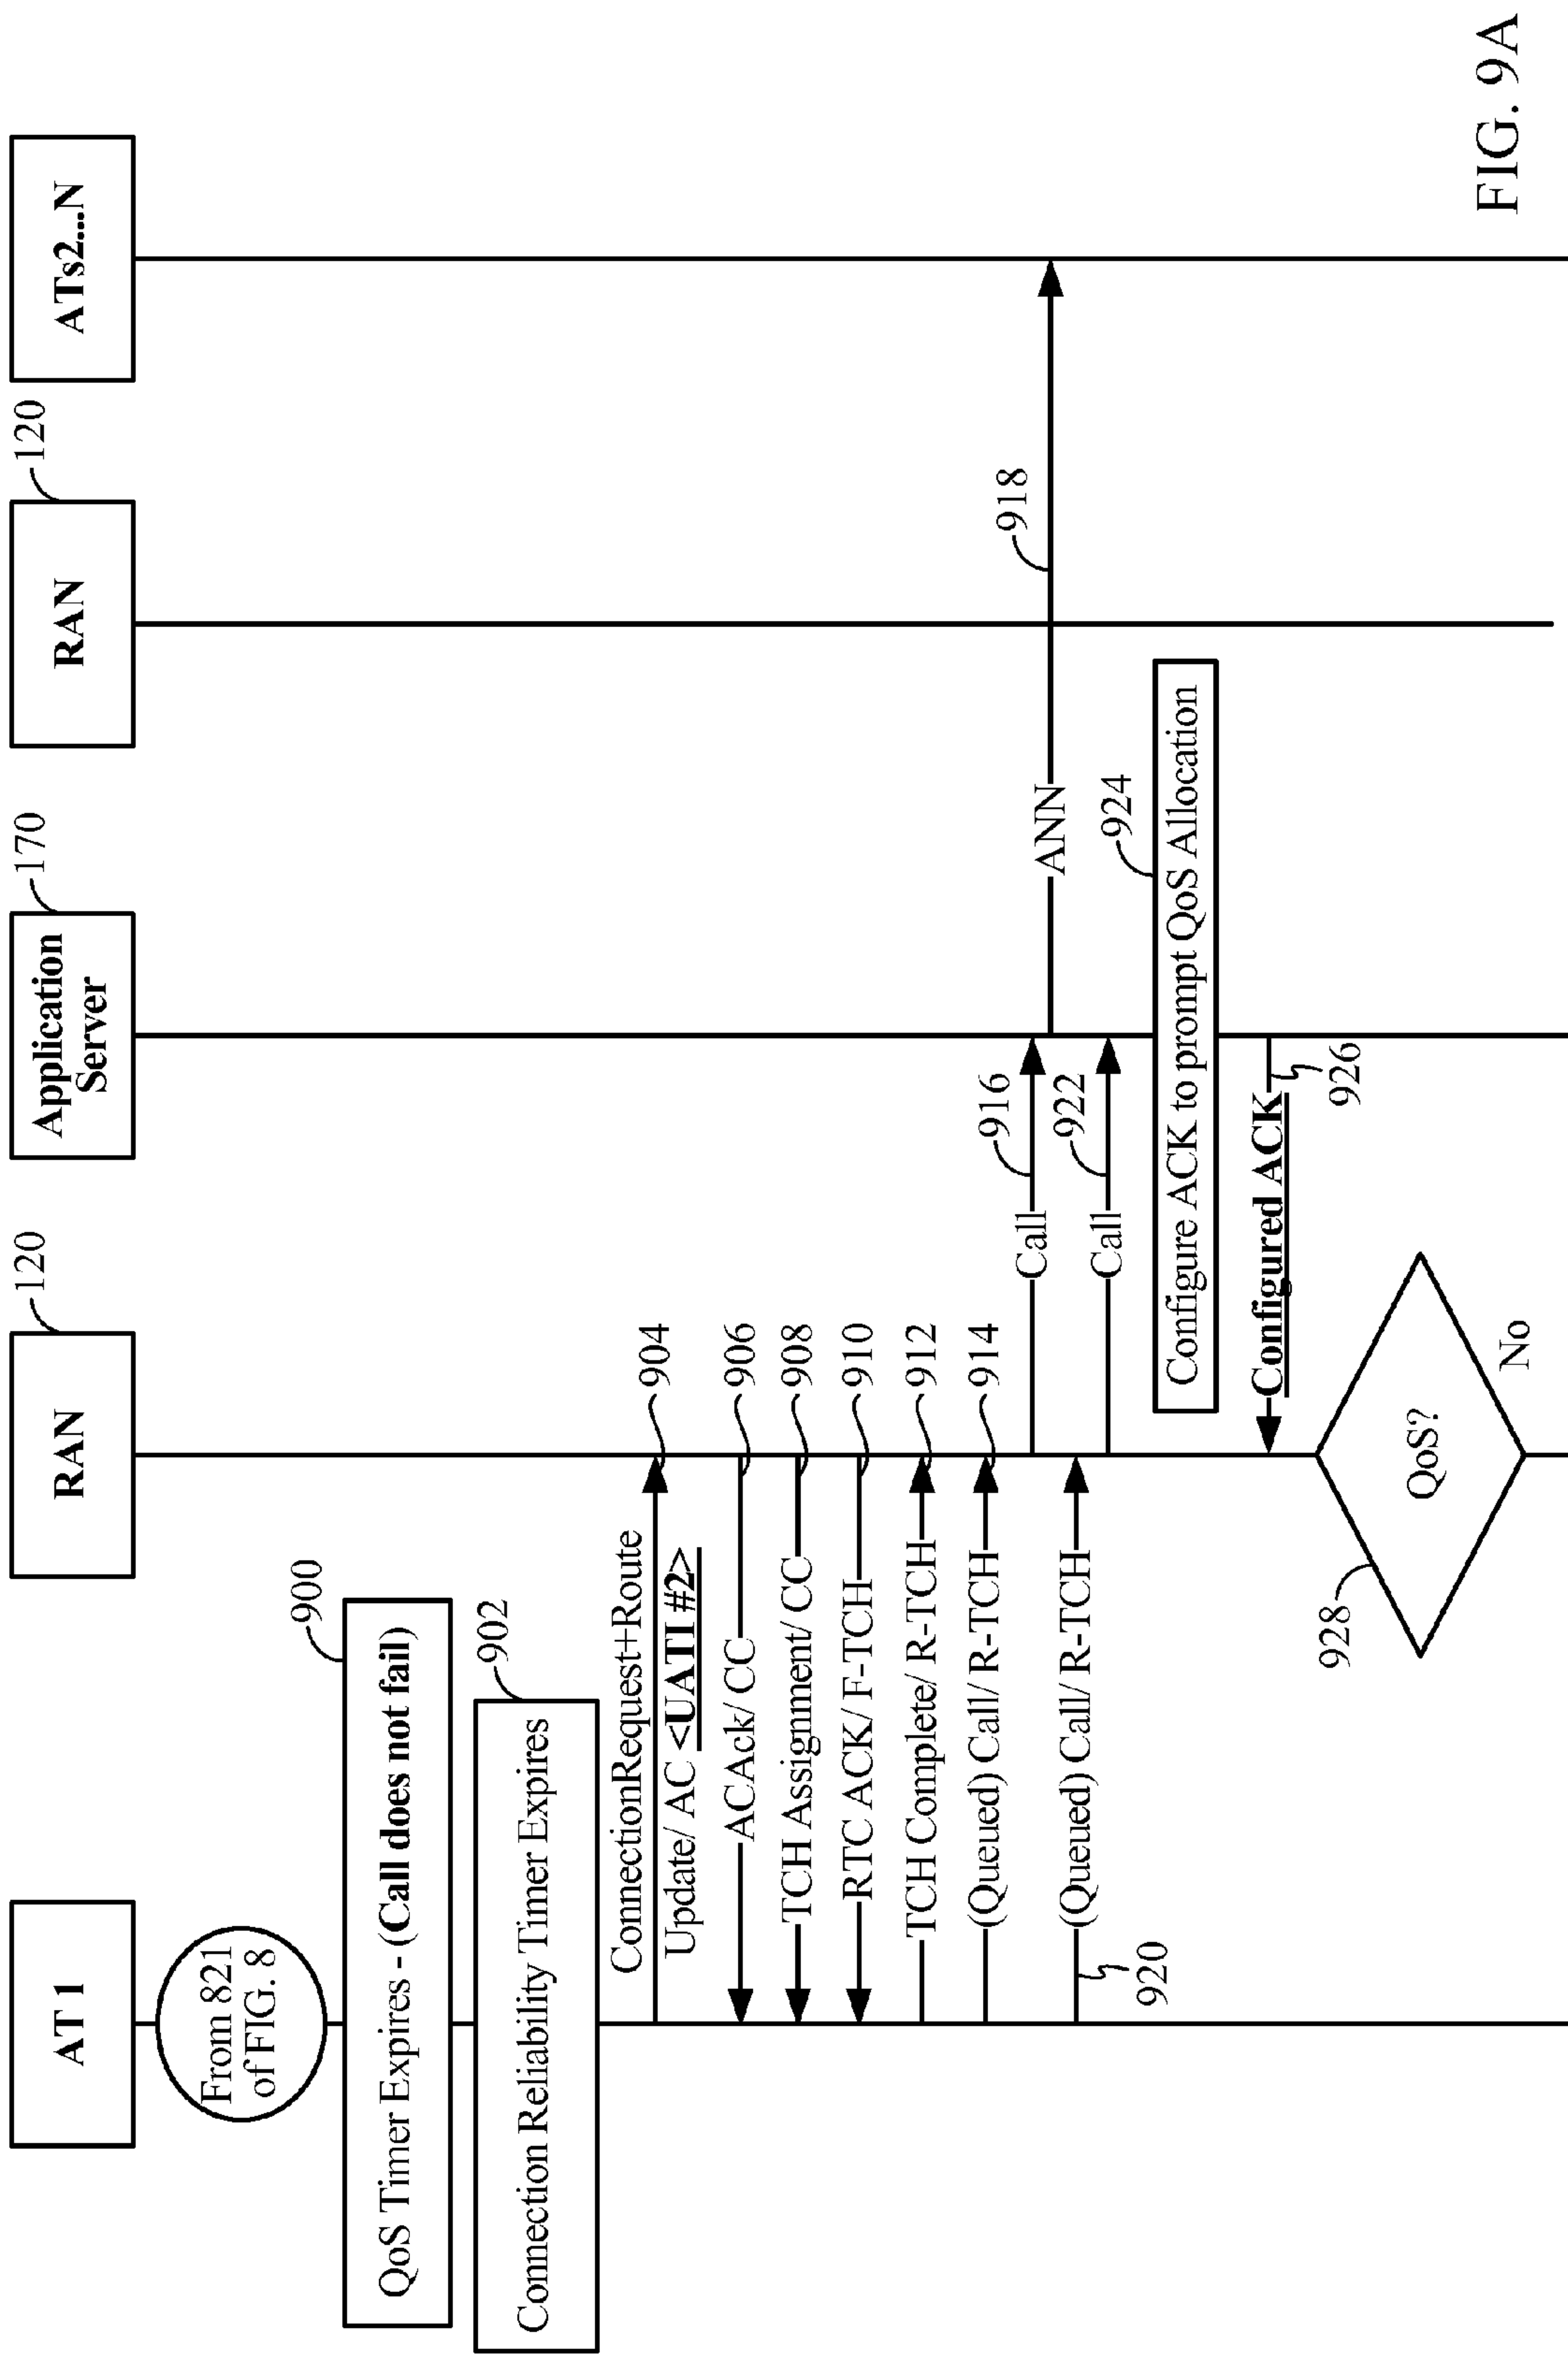 AT 1
RAN
120
Application
Server
170
RAN
120
ATs2...N
From 821
of FIG. 8
900
QoS Timer Expires - (Call does not fail)
902
Connection Reliability Timer Expires
ConnectionRequest+Route
Update/ AC <UATI #2>
904
ACAck/ CC
906
TCH Assignment/ CC
908
RTC ACK/ F-TCH
910
TCH Complete/ R-TCH
912
(Queued) Call/ R-TCH
914
Call
916
ANN
918
(Queued) Call/ R-TCH
920
Call
922
924
Configure ACK to prompt QoS Allocation
Configured ACK
926
928
QoS?
No
FIG. 9A